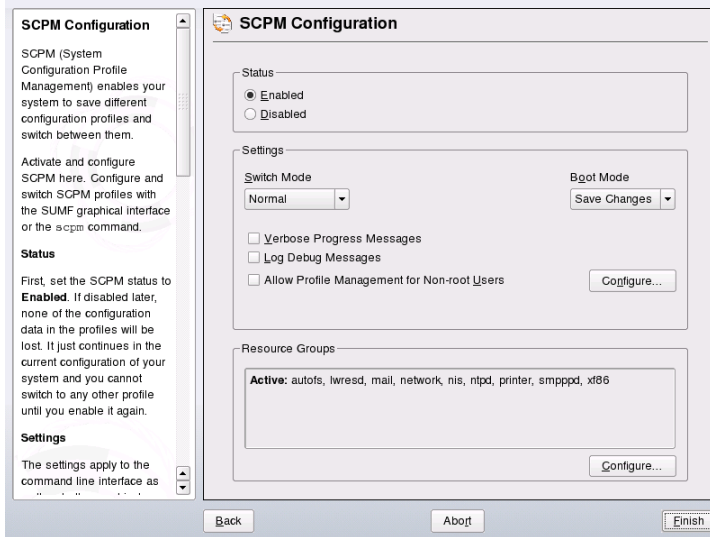 SCPM Configuration
SCPM (System
Configuration Profile
Management) enables your
system to save different
configuration profiles and
switch between them.
Activate and configure
SCPM here. Configure and
switch SCPM profiles with
the SUMF graphical interface
or the scpm command.
Status
First, set the SCPM status to
Enabled. If disabled later,
none of the configuration
data in the profiles will be
lost. It just continues in the
current configuration of your
system and you cannot
switch to any other profile
until you enable it again.
Settings
The settings apply to the
command line interface as
SCPM Configuration
Status
Enabled
Disabled
Settings
Switch Mode
Boot Mode
Normal
Save Changes
Verbose Progress Messages
Log Debug Messages
Allow Profile Management for Non-root Users
Configure...
Resource Groups
Active: autofs, lwresd, mail, network, nis, ntpd, printer, smpppd, xf86
Configure...
Back
Abort
Finish